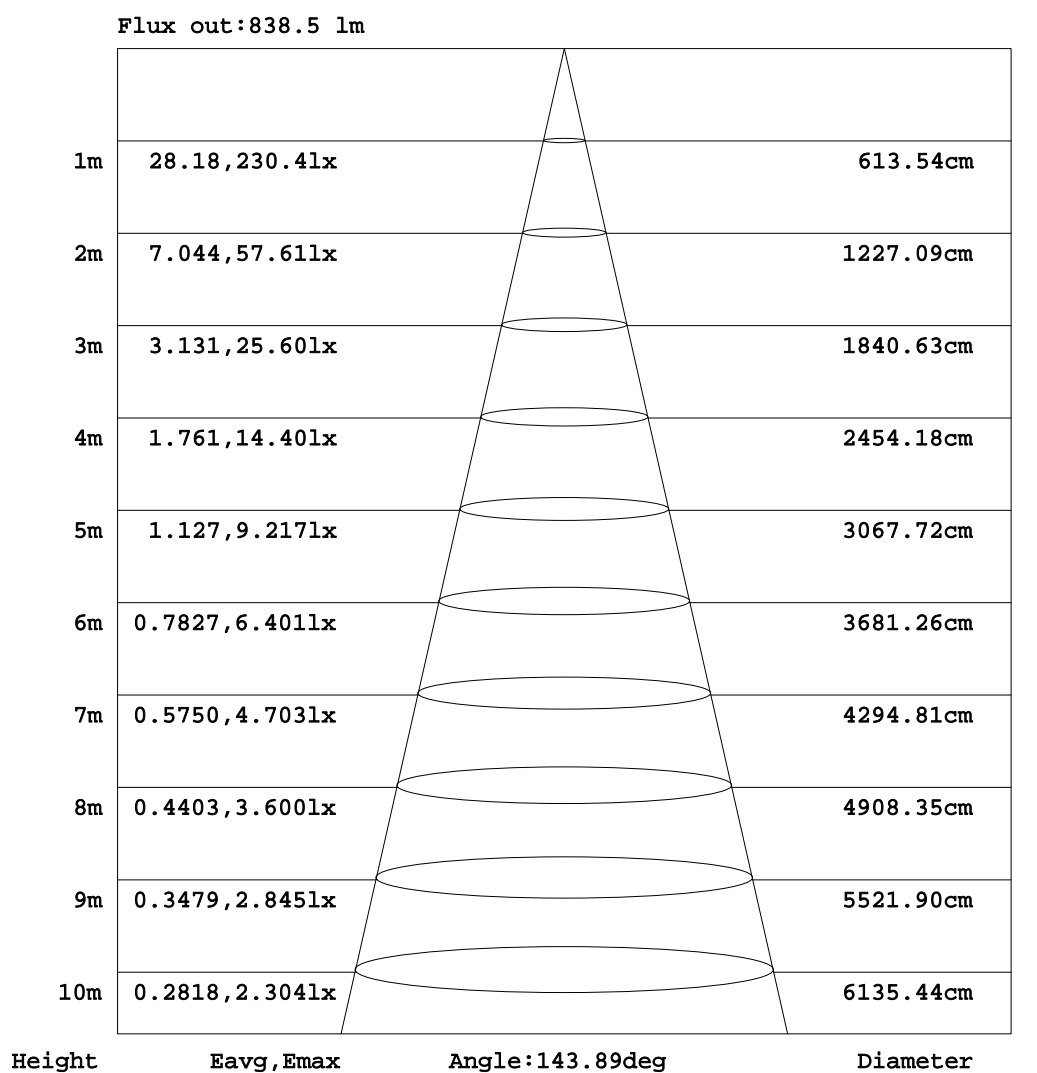 Flux out:838.5 lm
1m 28.18,230.4lx 613.54cm
2m 7.044,57.61lx 1227.09cm
3m 3.131,25.60lx 1840.63cm
4m 1.761,14.40lx 2454.18cm
5m 1.127,9.217lx 3067.72cm
6m 0.7827,6.401lx 3681.26cm
7m 0.5750,4.703lx 4294.81cm
8m 0.4403,3.600lx 4908.35cm
9m 0.3479,2.845lx 5521.90cm
10m 0.2818,2.304lx 6135.44cm
Height Eavg,Emax Angle:143.89deg Diameter